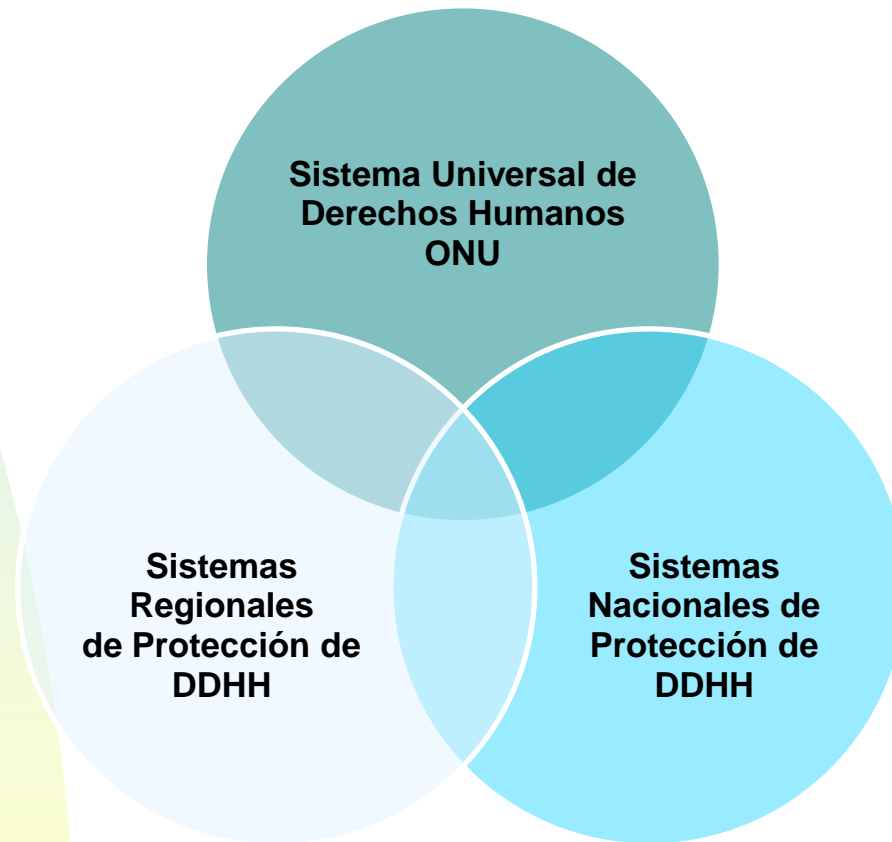 Sistema Universal de
Derechos Humanos
ONU
Sistemas
Regionales
de Protección de
DDHH
Sistemas
Nacionales de
Protección de
DDHH